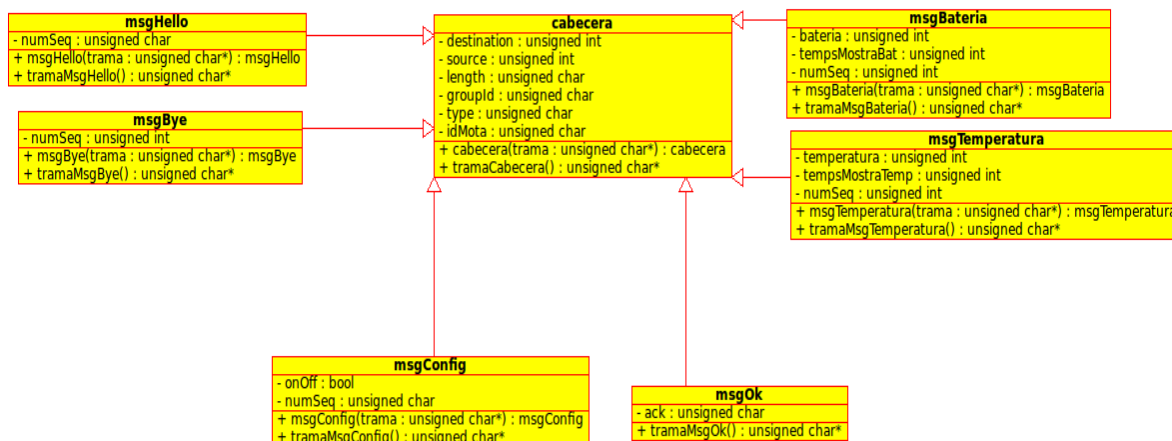 msgHello
- numSeq : unsigned char
+ msgHello(trama : unsigned char*) : msgHello
+ tramaMsgHello() : unsigned char*
msgBye
- numSeq : unsigned int
+ msgBye(trama : unsigned char*) : msgBye
+ tramaMsgBye() : unsigned char*
cabecera
- destination : unsigned int
- source : unsigned int
- length : unsigned char
- groupId : unsigned char
- type : unsigned char
- idMota : unsigned char
+ cabecera(trama : unsigned char*) : cabecera
+ tramaCabecera() : unsigned char*
msgBateria
- bateria : unsigned int
- tempsMostraBat : unsigned int
- numSeq : unsigned int
+ msgBateria(trama : unsigned char*) : msgBateria
+ tramaMsgBateria() : unsigned char*
msgTemperatura
- temperatura : unsigned int
- tempsMostraTemp : unsigned int
- numSeq : unsigned int
+ msgTemperatura(trama : unsigned char*) : msgTemperatura
+ tramaMsgTemperatura() : unsigned char*
msgConfig
- onOff : bool
- numSeq : unsigned char
+ msgConfig(trama : unsigned char*) : msgConfig
+ tramaMsgConfig() : unsigned char*
msgOk
- ack : unsigned char
+ tramaMsgOk() : unsigned char*